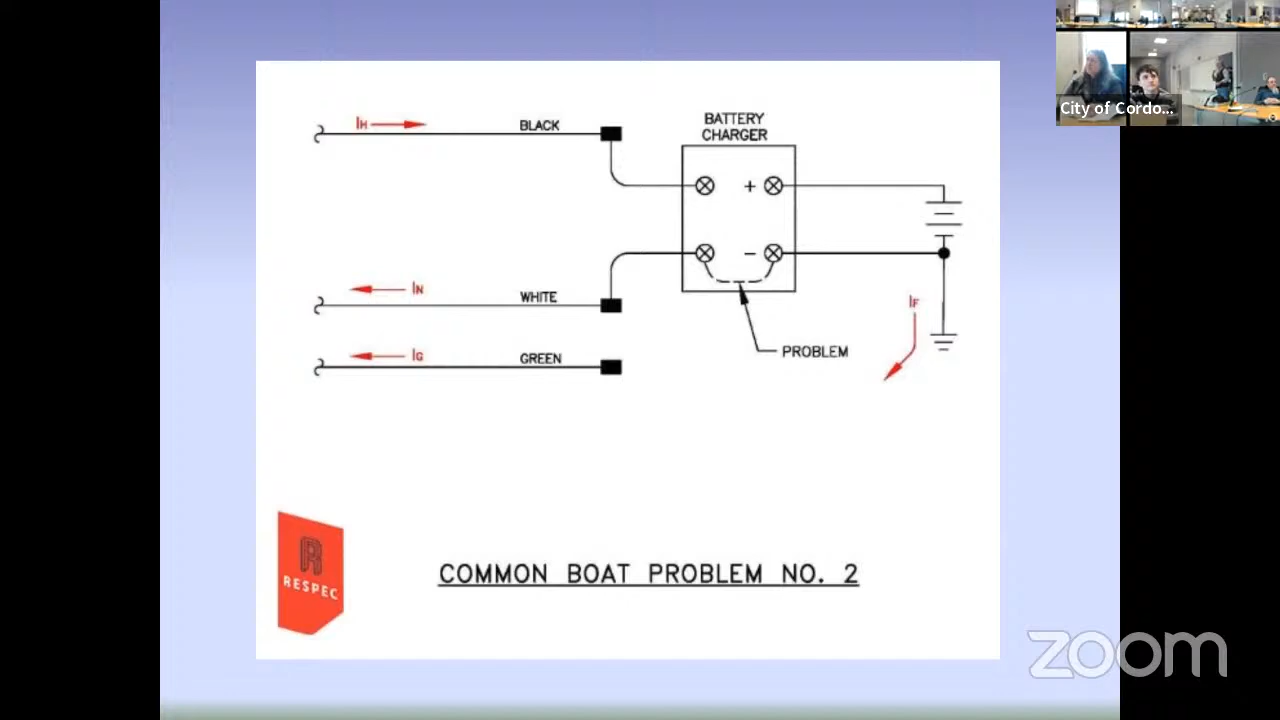 BATTERY
CHARGER
IH
BLACK
+
IN
WHITE
−
IF
IG
GREEN
PROBLEM
R
RESPEC
COMMON BOAT PROBLEM NO. 2
City of Cordo...
zoom